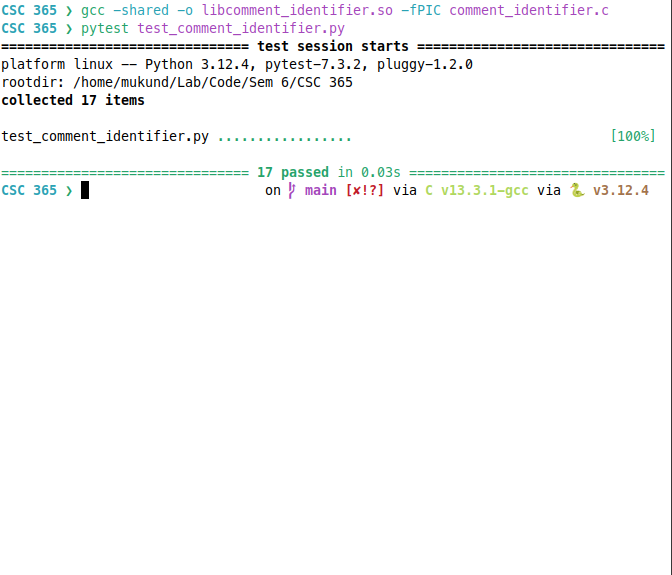 CSC 365 ❯ gcc -shared -o libcomment_identifier.so -fPIC comment_identifier.c
CSC 365 ❯ pytest test_comment_identifier.py
============================== test session starts ===============================
platform linux -- Python 3.12.4, pytest-7.3.2, pluggy-1.2.0
rootdir: /home/mukund/Lab/Code/Sem 6/CSC 365
collected 17 items
test_comment_identifier.py ................. [100%]
=============================== 17 passed in 0.03s ================================
CSC 365 ❯ on main [✘!?] via C v13.3.1-gcc via 🐍 v3.12.4